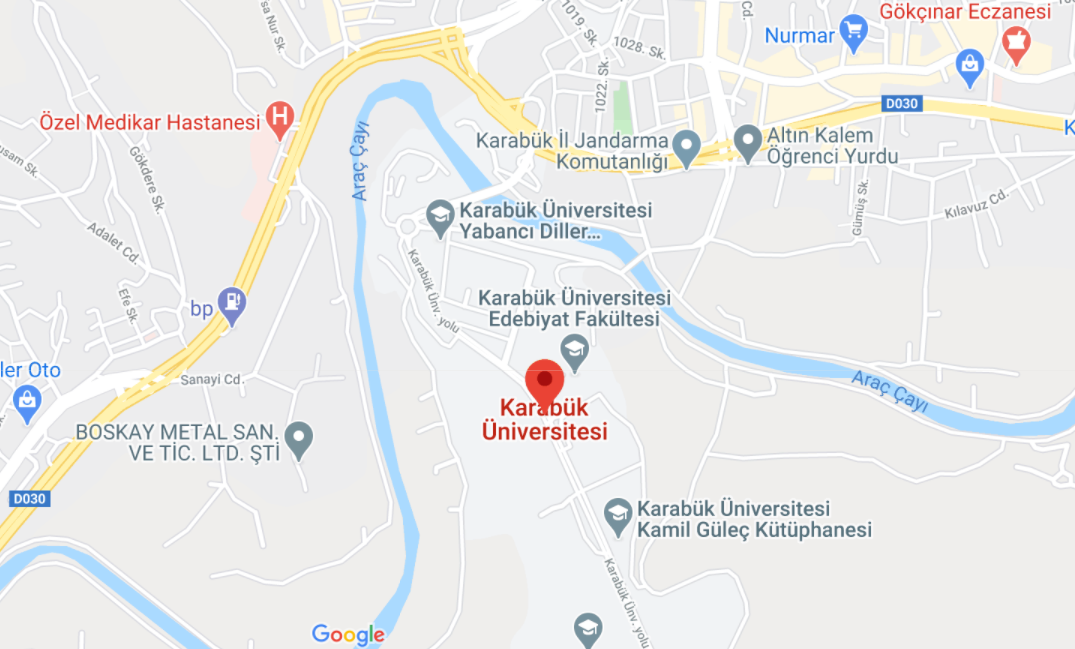 Gökçınar Eczanesi
Nurmar
1019. Sk.
1028. Sk.
1022. Sk.
sa Nur Sk.
Cd.
D030
Özel Medikar Hastanesi
Araç Çayı
Karabük İl Jandarma
Komutanlığı
Altın Kalem
Öğrenci Yurdu
K
usam Sk.
Gökdere Sk.
Gümüş Sk.
Kılavuz Cd.
Karabük Üniversitesi
Yabancı Diller...
Adalet Cd.
Efe Sk.
bp
Karabük Ünv. yolu
Karabük Üniversitesi
Edebiyat Fakültesi
ler Oto
Sanayi Cd.
Araç Çayı
Karabük
Üniversitesi
BOSKAY METAL SAN.
VE TİC. LTD. ŞTİ
D030
Karabük Üniversitesi
Kamil Güleç Kütüphanesi
Karabük Ünv. yolu
Google